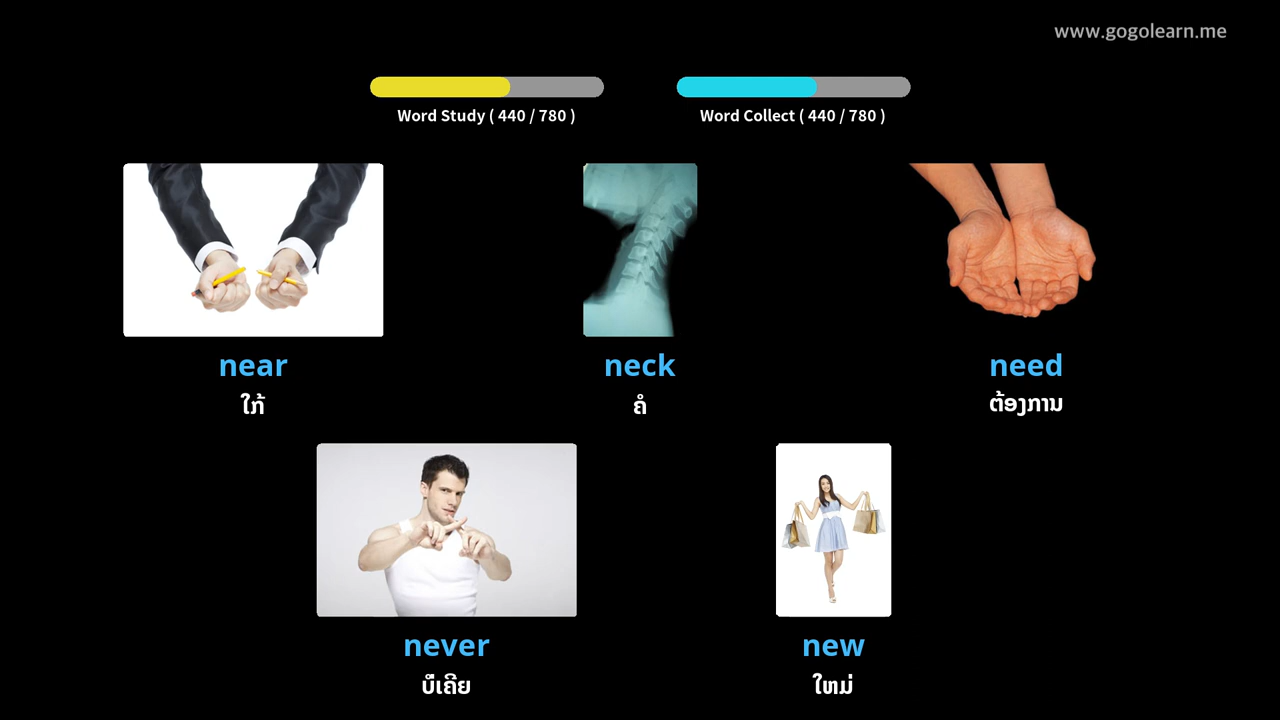 www.gogolearn.me
Word Study ( 440 / 780 )
Word Collect ( 440 / 780 )
near
ໃກ້
neck
ຄໍ
need
ຕ້ອງການ
never
ບໍ່ເຄີຍ
new
ໃຫມ່